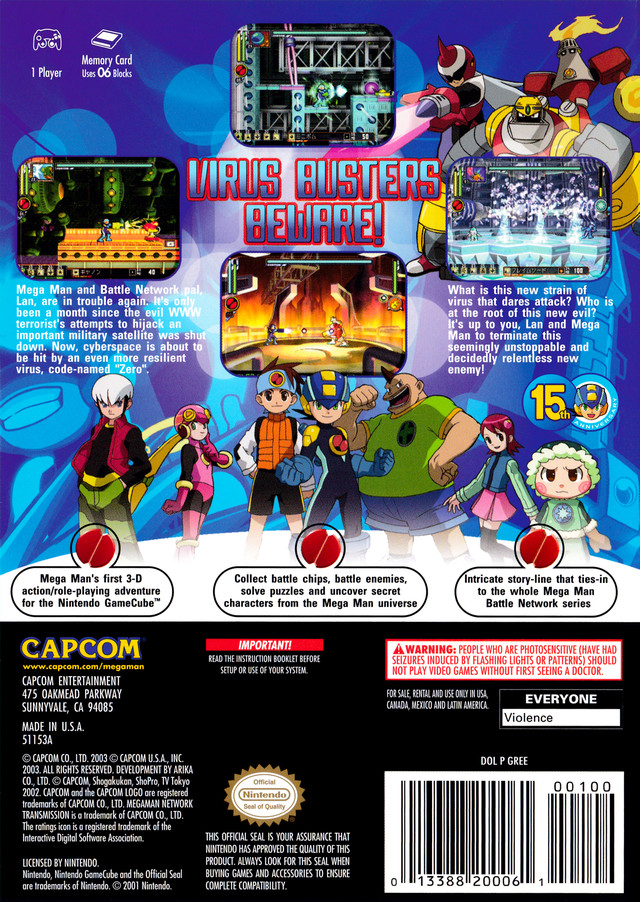 1 Player
Memory Card
Uses 06 Blocks
50
VIRUS BUSTERS
BEWARE!
40
100
Mega Man and Battle Network pal,
Lan, are in trouble again. It's only
been a month since the evil WWW
terrorist's attempts to hijack an
important military satellite was shut
down. Now, cyberspace is about to
be hit by an even more resilient
virus, code-named "Zero".
What is this new strain of
virus that dares attack? Who is
at the root of this new evil?
It's up to you, Lan and Mega
Man to terminate this
seemingly unstoppable and
decidedly relentless new
enemy!
15th
ANNIVERSARY
Mega Man's first 3-D
action/role-playing adventure
for the Nintendo GameCube™
Collect battle chips, battle enemies,
solve puzzles and uncover secret
characters from the Mega Man universe
Intricate story-line that ties-in
to the whole Mega Man
Battle Network series
CAPCOM
www.capcom.com/megaman
CAPCOM ENTERTAINMENT
475 OAKMEAD PARKWAY
SUNNYVALE, CA 94085
MADE IN U.S.A.
51153A
© CAPCOM CO., LTD. 2003 © CAPCOM U.S.A., INC.
2003. ALL RIGHTS RESERVED. DEVELOPMENT BY ARIKA
CO., LTD. © CAPCOM, Shogakukan, ShoPro, TV Tokyo
2002. CAPCOM and the CAPCOM LOGO are registered
trademarks of CAPCOM CO., LTD. MEGAMAN NETWORK
TRANSMISSION is a trademark of CAPCOM CO., LTD.
The ratings icon is a registered trademark of the
Interactive Digital Software Association.
LICENSED BY NINTENDO.
Nintendo, Nintendo GameCube and the Official Seal
are trademarks of Nintendo. © 2001 Nintendo.
IMPORTANT!
READ THE INSTRUCTION BOOKLET BEFORE
SETUP OR USE OF YOUR SYSTEM.
Official
Nintendo
Seal of Quality
THIS OFFICIAL SEAL IS YOUR ASSURANCE THAT
NINTENDO HAS APPROVED THE QUALITY OF THIS
PRODUCT. ALWAYS LOOK FOR THIS SEAL WHEN
BUYING GAMES AND ACCESSORIES TO ENSURE
COMPLETE COMPATIBILITY.
WARNING: PEOPLE WHO ARE PHOTOSENSITIVE (HAVE HAD
SEIZURES INDUCED BY FLASHING LIGHTS OR PATTERNS) SHOULD
NOT PLAY VIDEO GAMES WITHOUT FIRST SEEING A DOCTOR.
FOR SALE, RENTAL AND USE ONLY IN USA,
CANADA, MEXICO AND LATIN AMERICA.
EVERYONE
Violence
DOL P GREE
00100
0 13388 20006 1